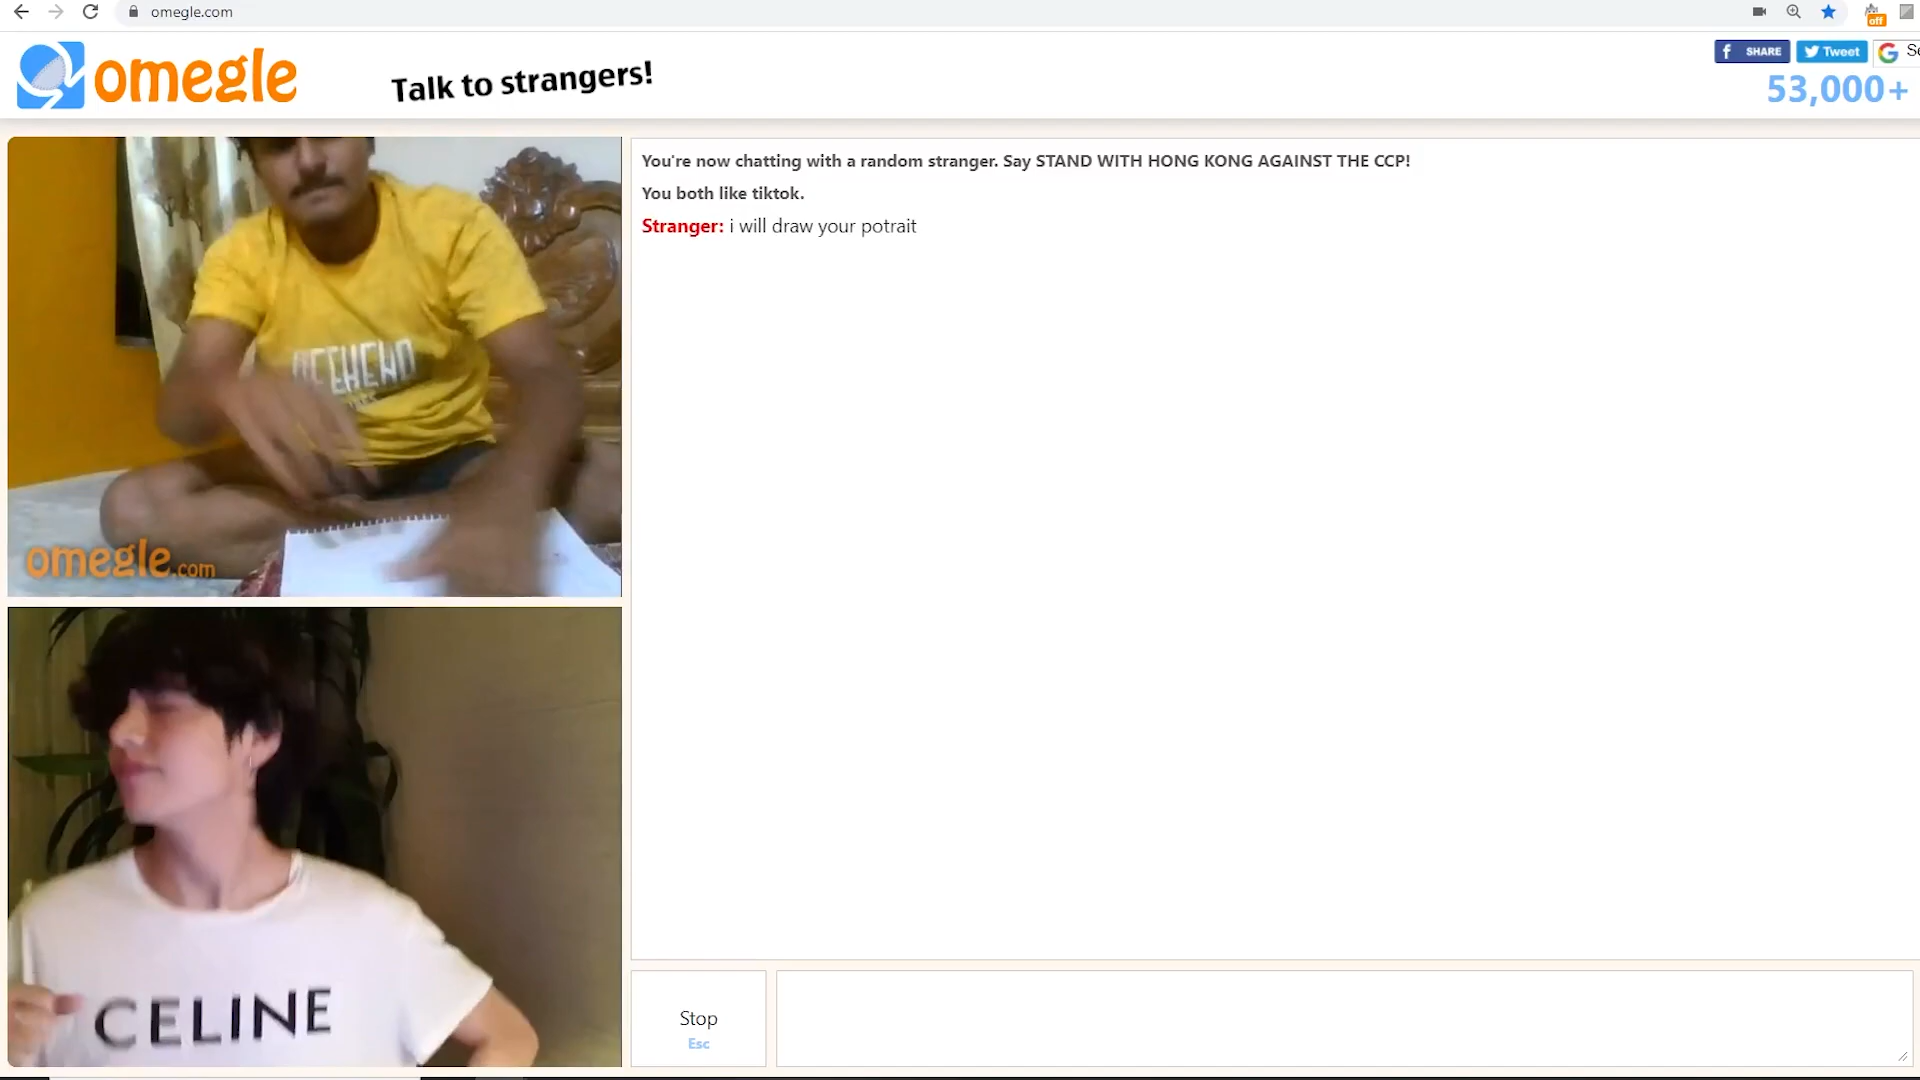 omegle.com
off
omegle
Talk to strangers!
SHARE
Tweet
53,000+
You're now chatting with a random stranger. Say STAND WITH HONG KONG AGAINST THE CCP!
You both like tiktok.
Stranger: i will draw your potrait
omegle.com
CELINE
Stop
Esc